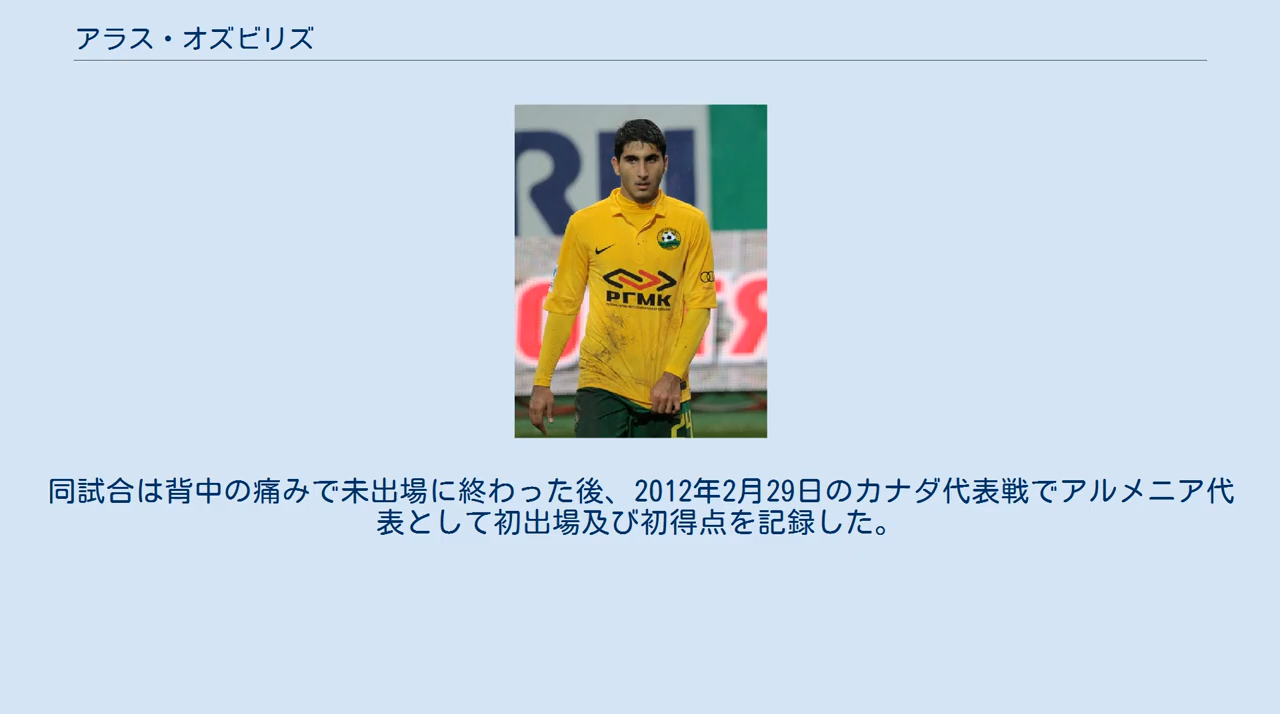 アラス・オズビリズ
РГМК
24
同試合は背中の痛みで未出場に終わった後、2012年2月29日のカナダ代表戦でアルメニア代
表として初出場及び初得点を記録した。